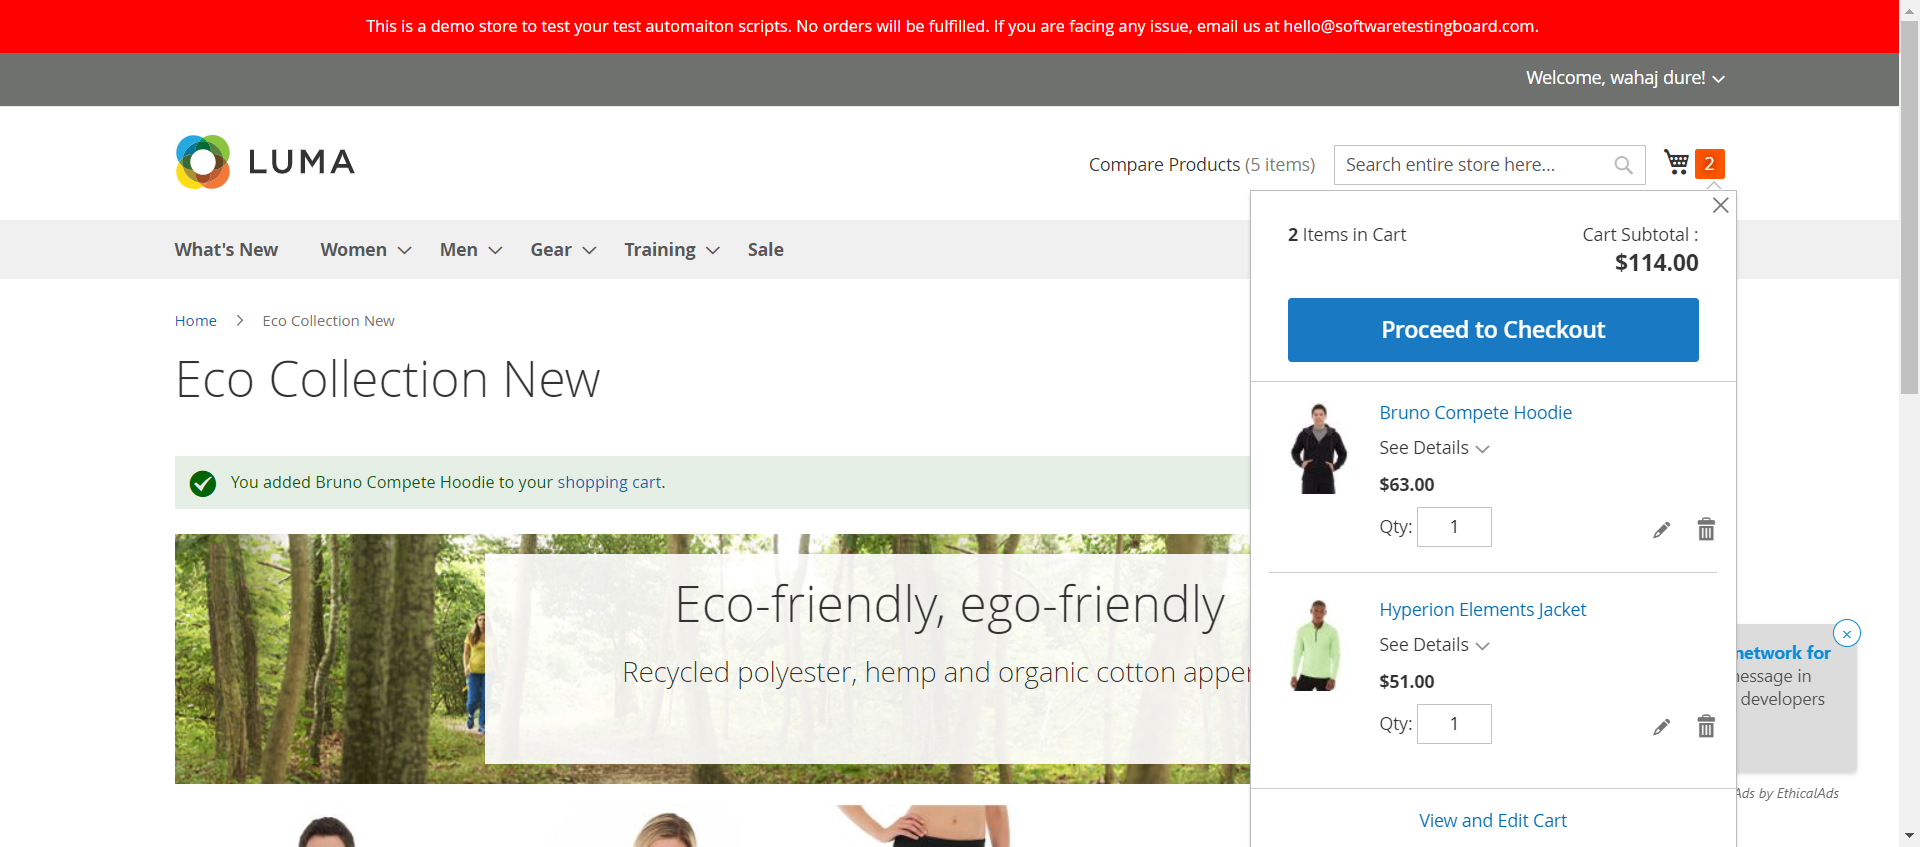 This is a demo store to test your test automaiton scripts. No orders will be fulfilled. If you are facing any issue, email us at hello@softwaretestingboard.com.
Welcome, wahaj dure!
LUMA
Compare Products (5 items)
Search entire store here...
2
What's New
Women
Men
Gear
Training
Sale
2 Items in Cart
Cart Subtotal :
$114.00
Proceed to Checkout
Home
Eco Collection New
Eco Collection New
You added Bruno Compete Hoodie to your shopping cart.
Eco-friendly, ego-friendly
Recycled polyester, hemp and organic cotton apper
Bruno Compete Hoodie
See Details
$63.00
Qty: 1
Hyperion Elements Jacket
See Details
$51.00
Qty: 1
View and Edit Cart
network for
essage in
developers
Ads by EthicalAds